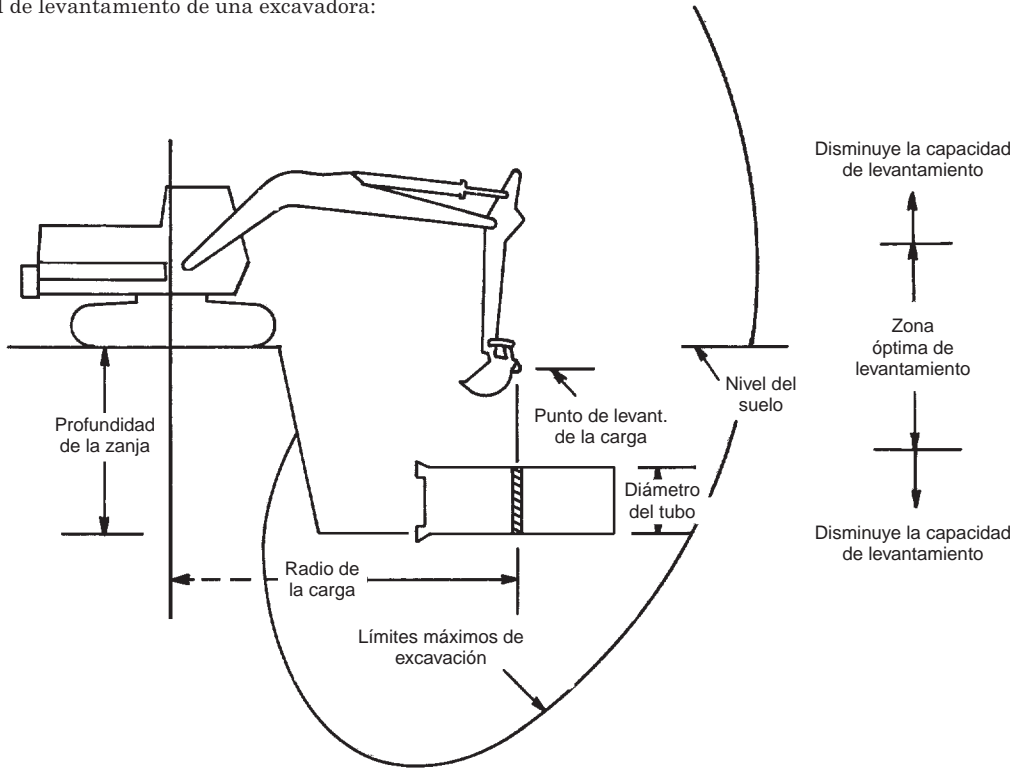 de levantamiento de una excavadora:
Disminuye la capacidad
de levantamiento
Zona
óptima de
levantamiento
Nivel del
suelo
Punto de levant.
de la carga
Profundidad
de la zanja
Diámetro
del tubo
Disminuye la capacidad
de levantamiento
Radio de
la carga
Límites máximos de
excavación